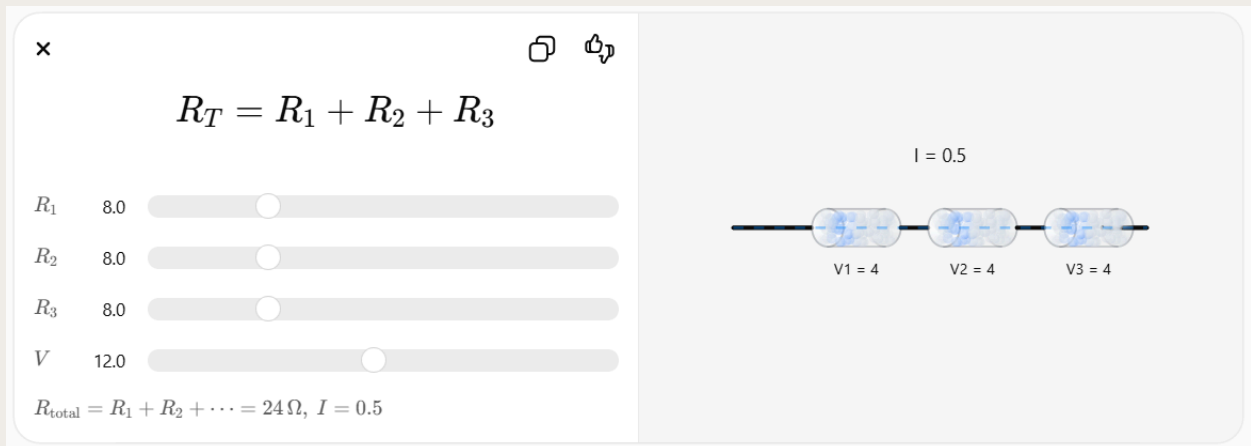 R_T = R_1 + R_2 + R_3
R_1 8.0
R_2 8.0
R_3 8.0
V 12.0
R_total = R_1 + R_2 + ⋯ = 24 Ω, I = 0.5
I = 0.5
V1 = 4 V2 = 4 V3 = 4